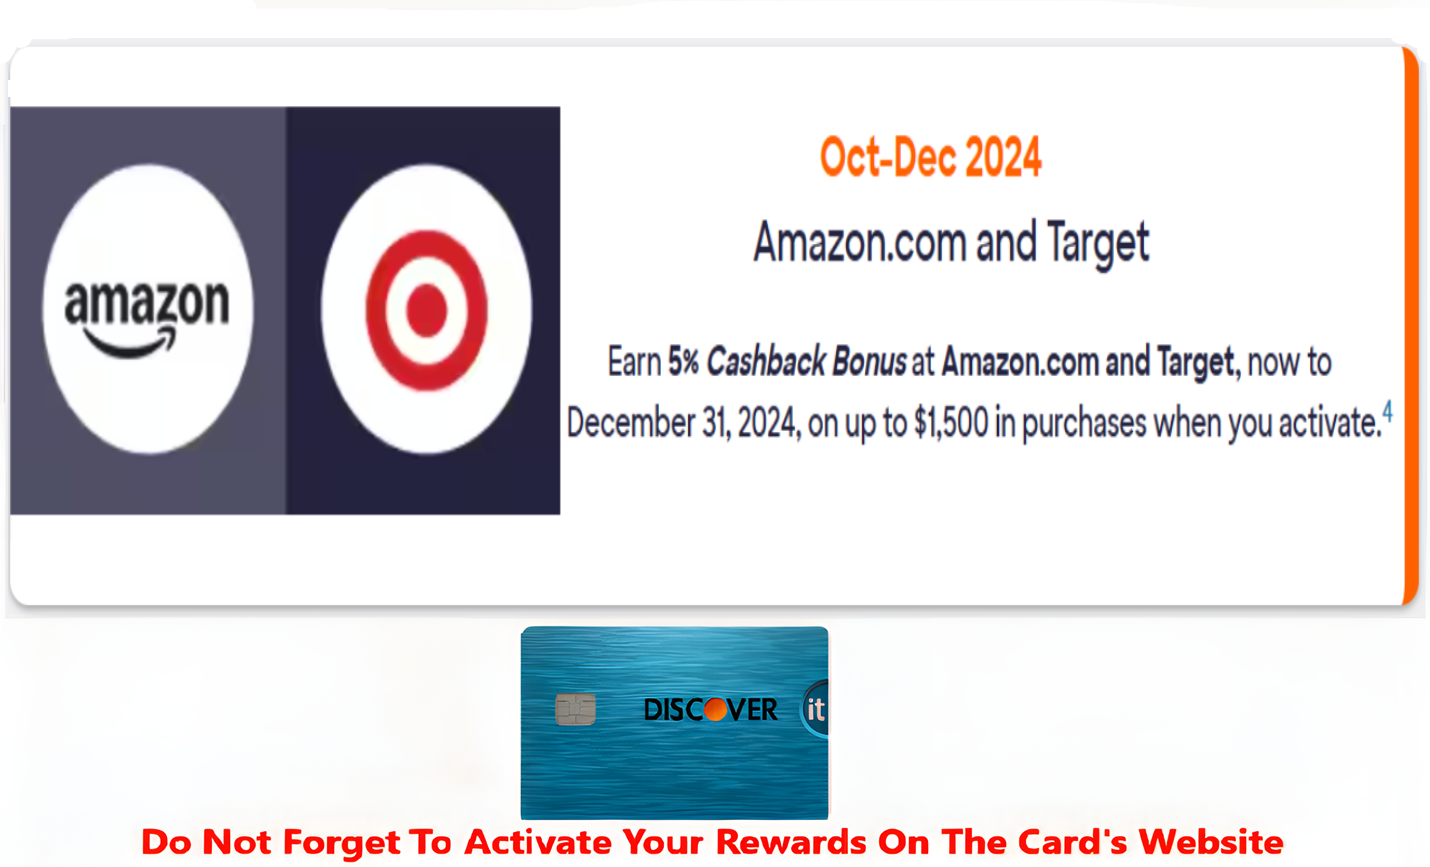 amazon
Oct-Dec 2024
Amazon.com and Target
Earn 5% Cashback Bonus at Amazon.com and Target, now to
December 31, 2024, on up to $1,500 in purchases when you activate.4
DISCOVER
it
Do Not Forget To Activate Your Rewards On The Card's Website